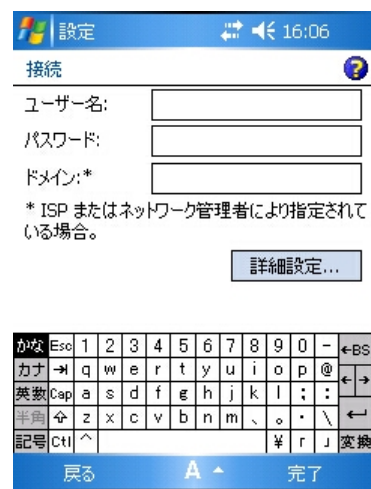 設定 16:06
接続
ユーザー名:
パスワード:
ドメイン:*
* ISP またはネットワーク管理者により指定されて
いる場合。
詳細設定...
かな Esc 1 2 3 4 5 6 7 8 9 0 - ←BS
カナ →| q w e r t y u i o p @ ← →
英数 Cap a s d f g h j k l ; :
半角 z x c v b n m 、 。 ・ \ ↵
記号 Ctl ^ ¥ 「 」 変換
戻る A 完了